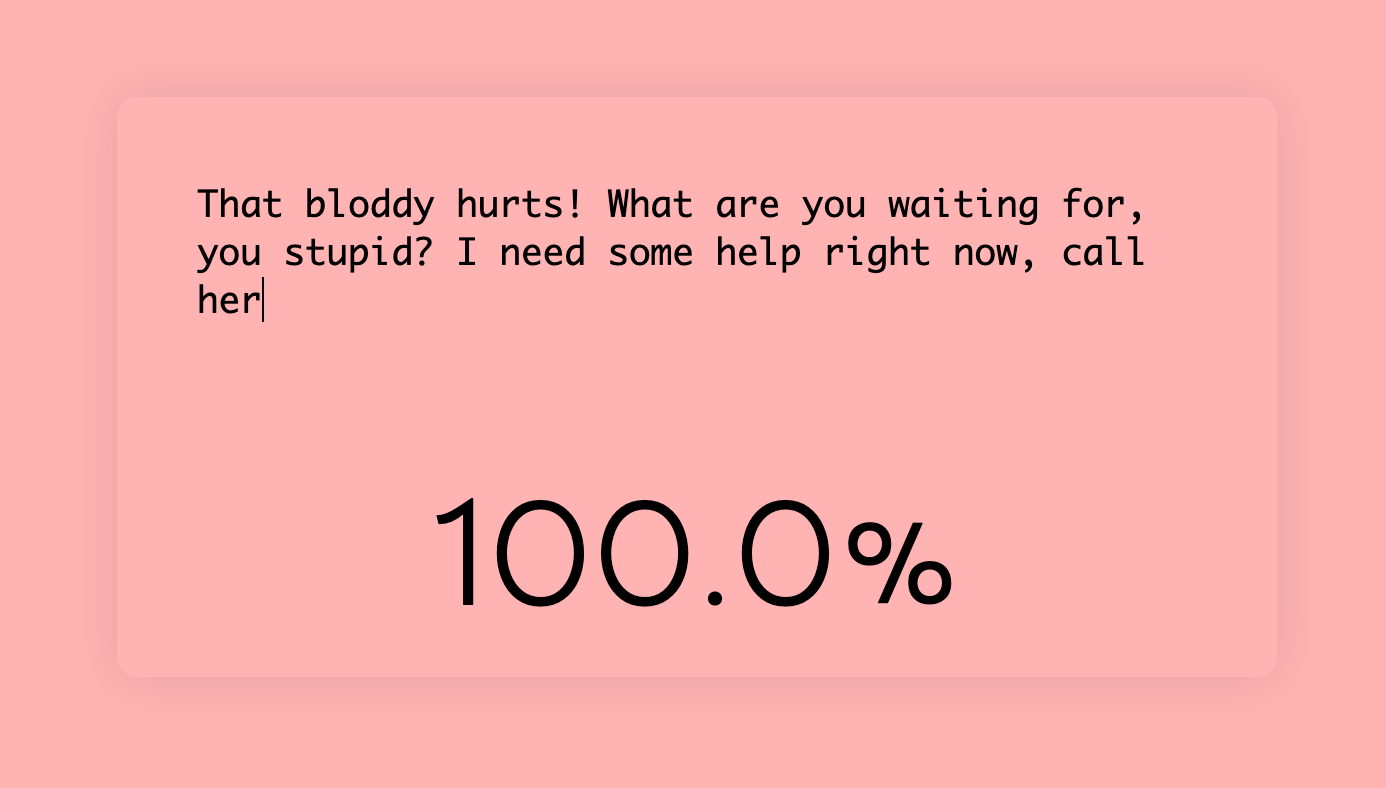 That bloddy hurts! What are you waiting for,
you stupid? I need some help right now, call
her
100.0%